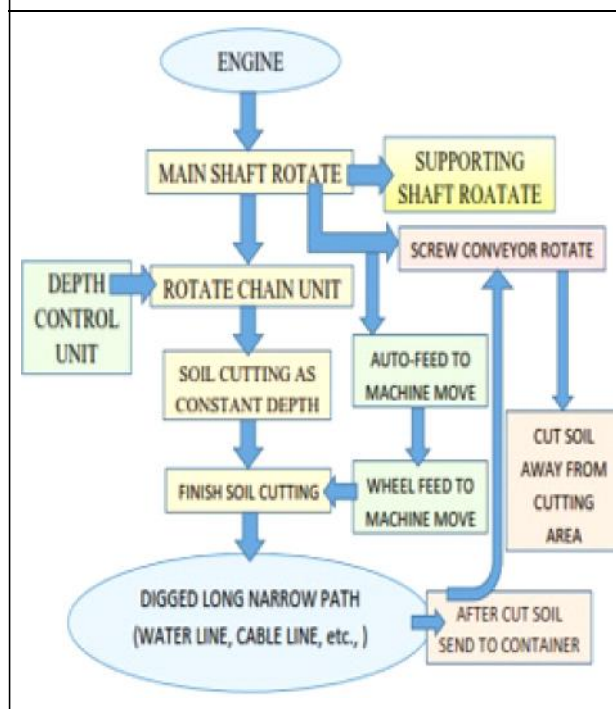 ENGINE
MAIN SHAFT ROTATE
SUPPORTING
SHAFT ROATATE
SCREW CONVEYOR ROTATE
DEPTH
CONTROL
UNIT
ROTATE CHAIN UNIT
AUTO-FEED TO
MACHINE MOVE
SOIL CUTTING AS
CONSTANT DEPTH
CUT SOIL
AWAY FROM
CUTTING
AREA
FINISH SOIL CUTTING
WHEEL FEED TO
MACHINE MOVE
DIGGED LONG NARROW PATH
(WATER LINE, CABLE LINE, etc., )
AFTER CUT SOIL
SEND TO CONTAINER